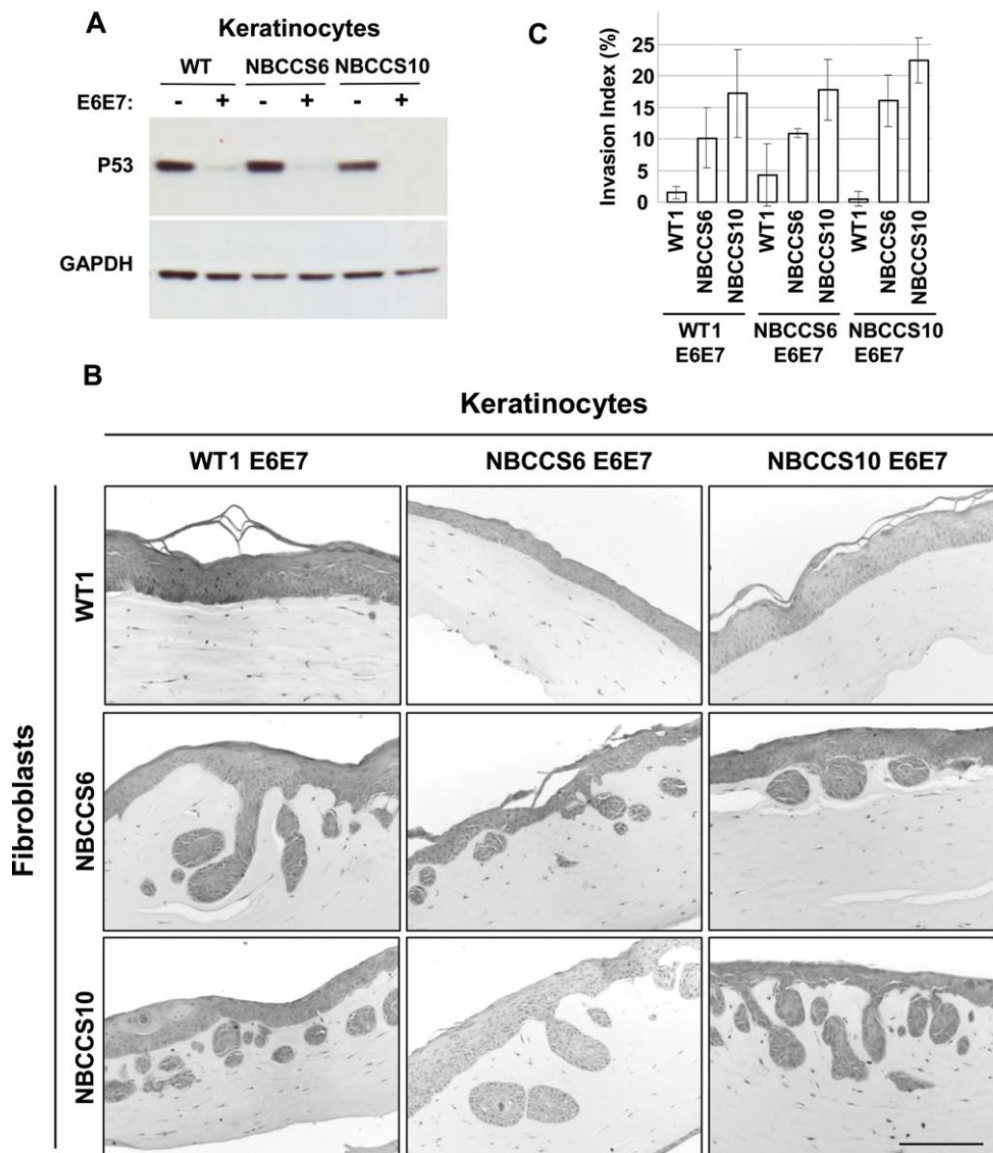 A
Keratinocytes
WT NBCCS6 NBCCS10
E6E7: - + - + - +
P53
GAPDH
C
Invasion Index (%)
25
20
15
10
5
0
WT1 NBCCS6 NBCCS10 WT1 NBCCS6 NBCCS10 WT1 NBCCS6 NBCCS10
WT1 NBCCS6 NBCCS10
E6E7 E6E7 E6E7
B
Keratinocytes
WT1 E6E7 NBCCS6 E6E7 NBCCS10 E6E7
Fibroblasts
WT1
NBCCS6
NBCCS10